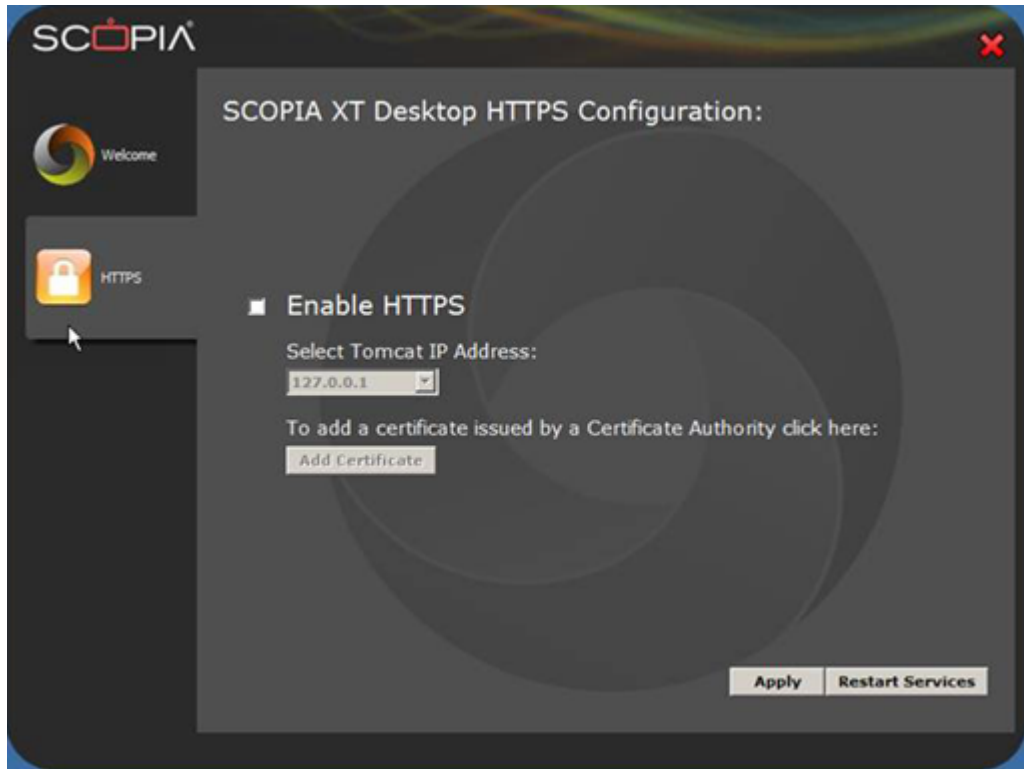 SCOPIA
SCOPIA XT Desktop HTTPS Configuration:
Welcome
HTTPS
Enable HTTPS
Select Tomcat IP Address:
127.0.0.1
To add a certificate issued by a Certificate Authority click here:
Add Certificate
Apply
Restart Services